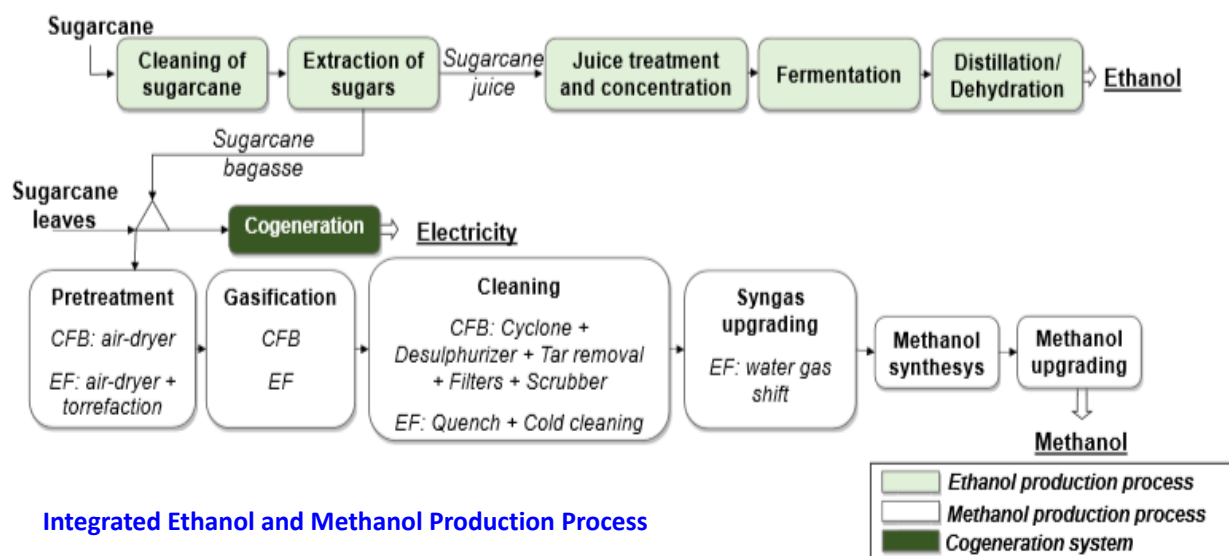 Sugarcane
Cleaning of
sugarcane
Extraction of
sugars
Sugarcane
juice
Juice treatment
and concentration
Fermentation
Distillation/
Dehydration
Ethanol
Sugarcane
bagasse
Sugarcane
leaves
Cogeneration
Electricity
Pretreatment
CFB: air-dryer
EF: air-dryer +
torrefaction
Gasification
CFB
EF
Cleaning
CFB: Cyclone +
Desulphurizer + Tar removal
+ Filters + Scrubber
EF: Quench + Cold cleaning
Syngas
upgrading
EF: water gas
shift
Methanol
synthesys
Methanol
upgrading
Methanol
Ethanol production process
Methanol production process
Cogeneration system
Integrated Ethanol and Methanol Production Process